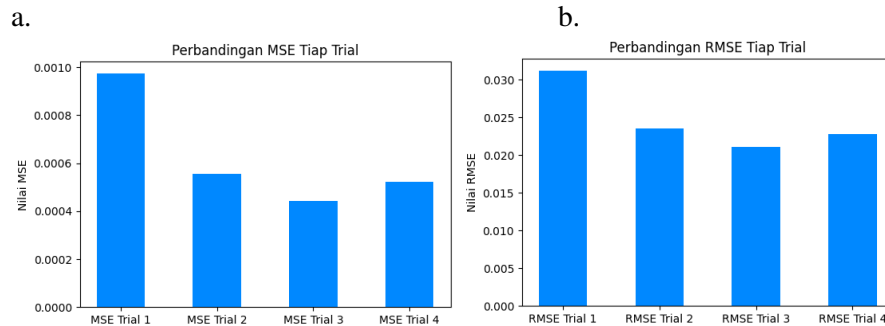 a.
Perbandingan MSE Tiap Trial
Nilai MSE
0.0010
0.0008
0.0006
0.0004
0.0002
0.0000
MSE Trial 1 MSE Trial 2 MSE Trial 3 MSE Trial 4
b.
Perbandingan RMSE Tiap Trial
Nilai RMSE
0.030
0.025
0.020
0.015
0.010
0.005
0.000
RMSE Trial 1 RMSE Trial 2 RMSE Trial 3 RMSE Trial 4